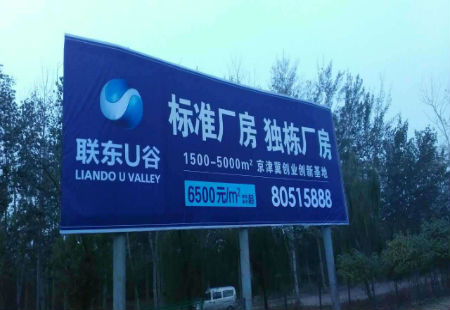 联东U谷
LIANDO U VALLEY
标准厂房 独栋厂房
1500-5000m² 京津冀创业创新基地
6500元/m²
80515888